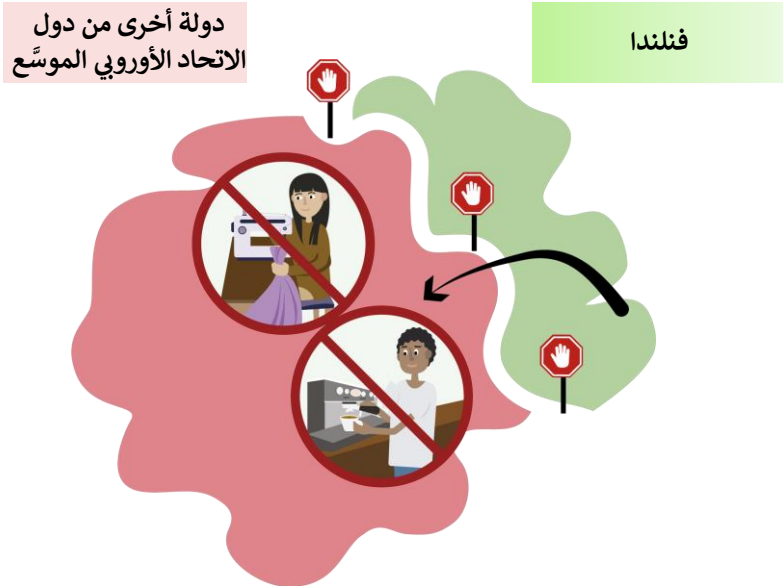 فنلندا
دولة أخرى من دول
الاتحاد الأوروبي الموسَّع